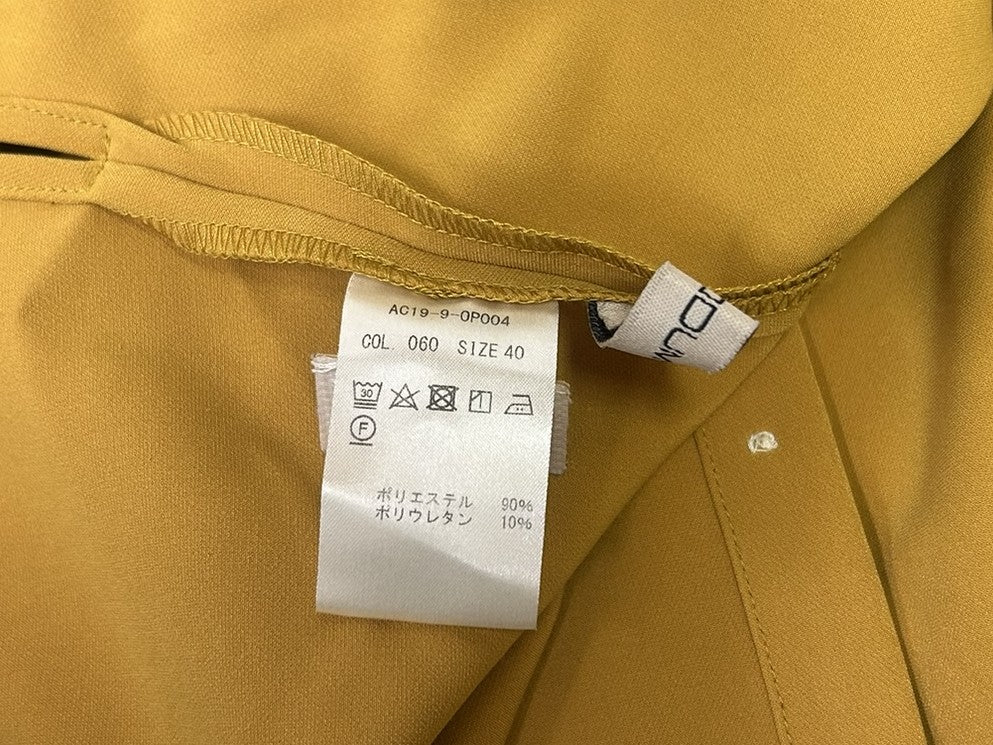 AC19-9-OP004
COL. 060 SIZE 40
30
F
ポリエステル 90%
ポリウレタン 10%